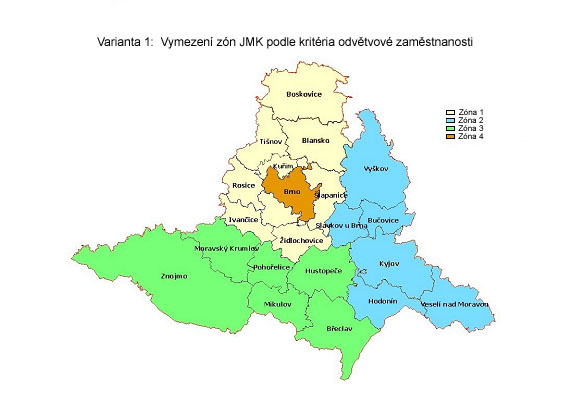 Varianta 1:  Vymezení zón JMK podle kritéria odvětvové zaměstnanosti
Boskovice
Zóna 1
Zóna 2
Zóna 3
Zóna 4
Tišnov
Blansko
Kuřim
Vyškov
Rosice
Brno
Šlapanice
Ivančice
Slavkov u Brna
Bučovice
Židlochovice
Moravský Krumlov
Pohořelice
Hustopeče
Kyjov
Znojmo
Mikulov
Hodonín
Veselí nad Moravou
Břeclav